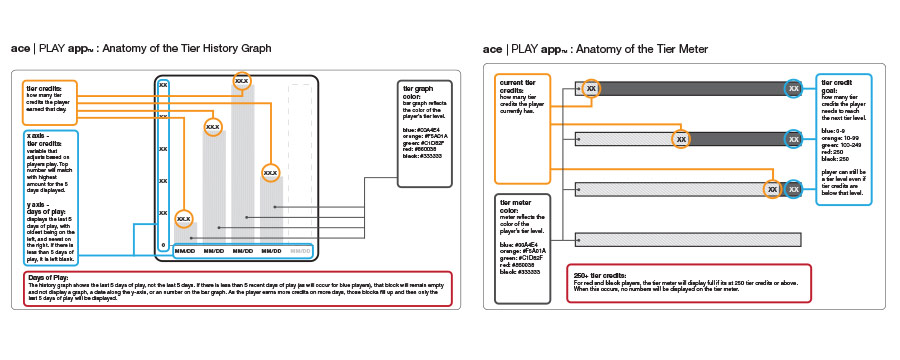 ace | PLAY app™ : Anatomy of the Tier History Graph
tier credits:
how many tier
credits the player
earned that day.
x axis -
tier credits:
variable that
adjusts based on
players play. Top
number will match
with highest
amount for the 5
days displayed.
y axis -
days of play:
displays the last 5
days of play, with
oldest being on the
left, and newest on
the right. If there is
less than 5 days of
play, it is left blank.
XX
XX
XX
XX
0
XX.X
XX.X
XX.X
XX.X
MM/DD
MM/DD
MM/DD
MM/DD
MM/DD
tier graph
color:
bar graph reflects
the color of the
player's tier level.
blue: #00A4E4
orange: #F5A01A
green: #C1D82F
red: #860038
black: #333333
Days of Play:
The history graph shows the last 5 days of play, not the last 5 days. If there is less than 5 recent days of play (as will occur for blue players), that block will remain empty
and not display a graph, a date along the y-axis, or an number on the bar graph. As the player earns more credits on more days, those blocks fill up and then only the
last 5 days of play will be displayed.
ace | PLAY app™ : Anatomy of the Tier Meter
current tier
credits:
how many tier
credits the player
currently has.
tier meter
color:
meter reflects the
color of the
player's tier level.
blue: #00A4E4
orange: #F5A01A
green: #C1D82F
red: #860038
black: #333333
XX
XX
XX
XX
XX
XX
tier credit
goal:
how many tier
credits the player
needs to reach
the next tier level.
blue: 0-9
orange: 10-99
green: 100-249
red: 250
black: 250
player can still be
a tier level even if
tier credits are
below that level.
250+ tier credits:
For red and black players, the tier meter will display full if its at 250 tier credits or above.
When this occurs, no numbers will be displayed on the tier meter.